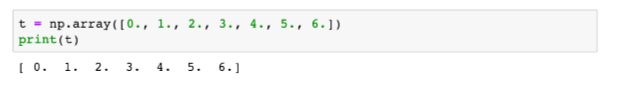 t = np.array([0., 1., 2., 3., 4., 5., 6.])
print(t)
[ 0.  1.  2.  3.  4.  5.  6.]